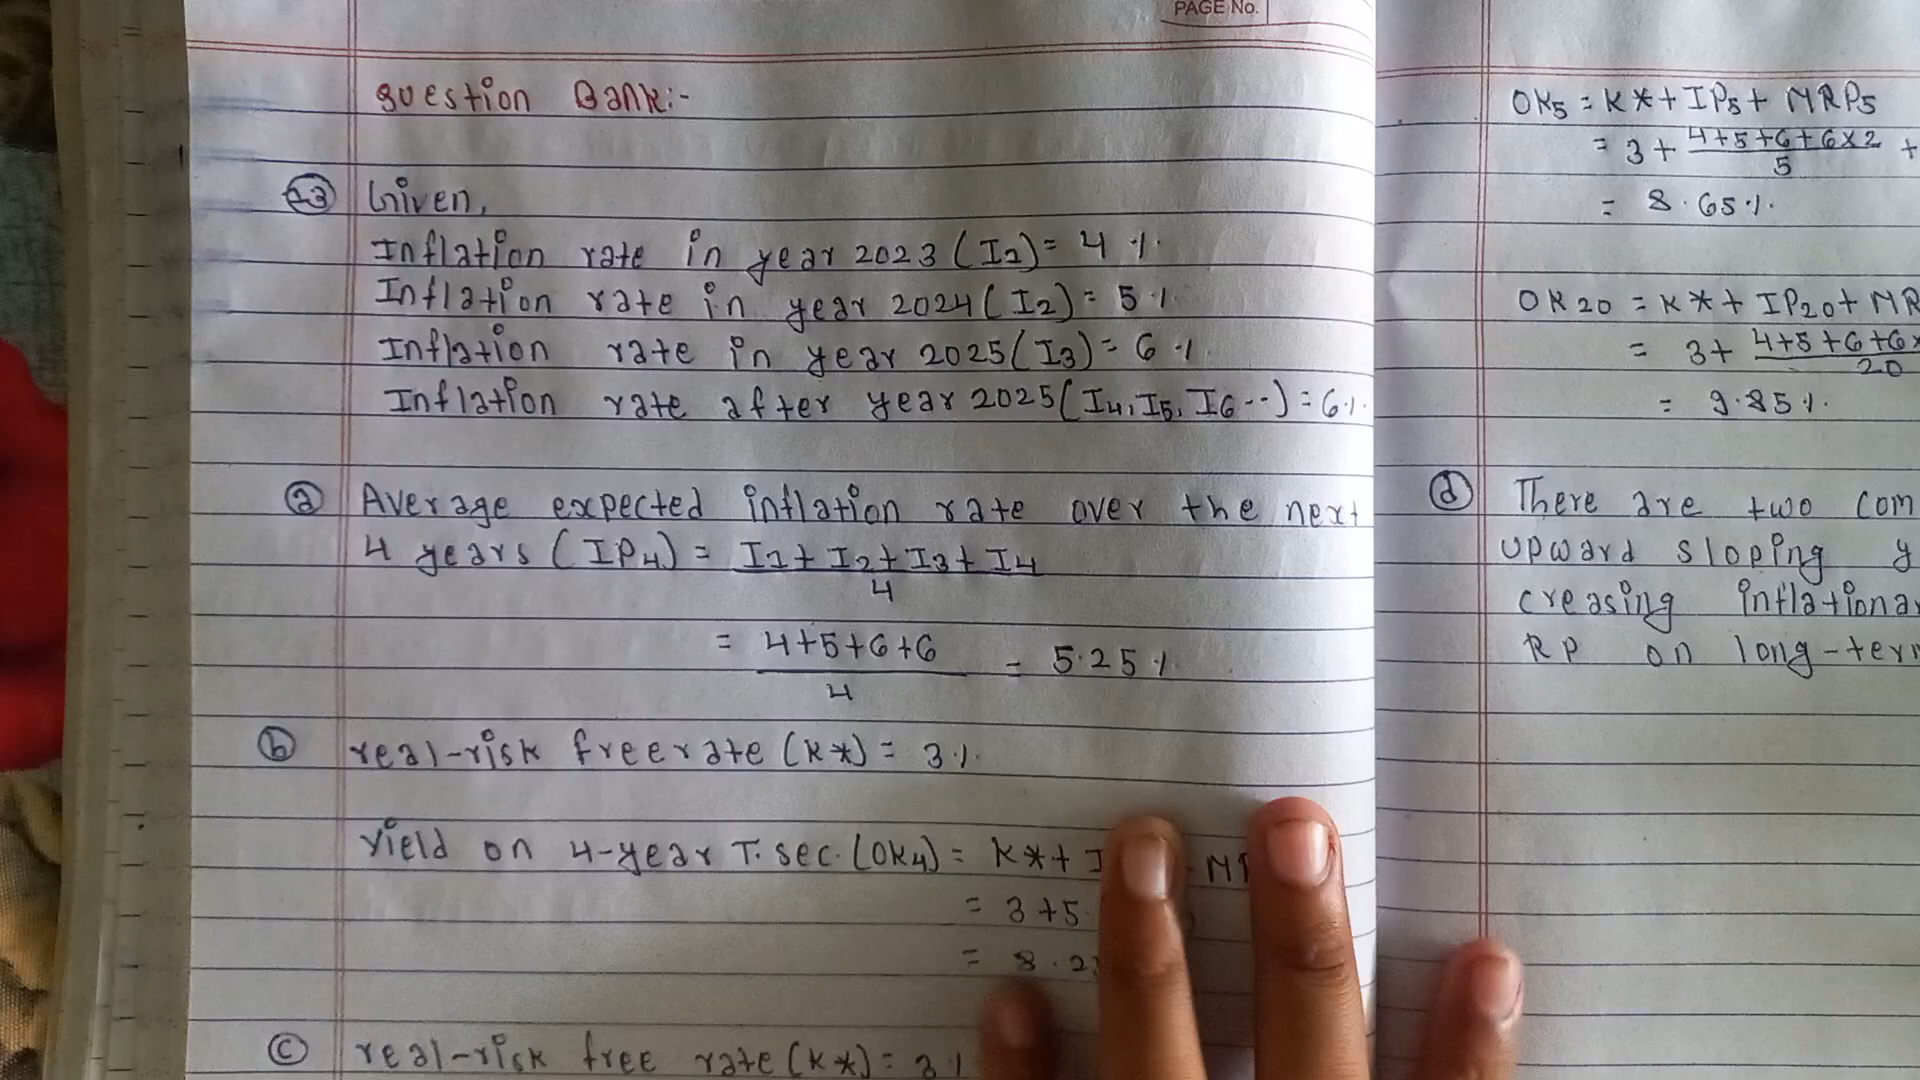 PAGE No.
question Bank:-
23 Given,
Inflation rate in year 2023 (I1) = 4 %.
Inflation rate in year 2024 (I2) = 5 %
Inflation rate in year 2025 (I3) = 6 %
Inflation rate after year 2025 (I4, I5, I6 --) = 6 %.
a Average expected inflation rate over the next
4 years (IP4) = I1 + I2 + I3 + I4
4
= 4+5+6+6 = 5.25 %
4
b real-risk free rate (K*) = 3 %.
Yield on 4-year T. sec. (OK4) = K* +
= 3 + 5.
= 8.2
c real-risk free rate (K*) = 3 %
OK5 = K* + IP5 + MRP5
= 3 + 4+5+6+6×2 +
5
= 8.65 %.
OK20 = K* + IP20 +
= 3 + 4+5+6+6×
20
= 9.85 %.
d There are two
upward sloping
creasing
RP on